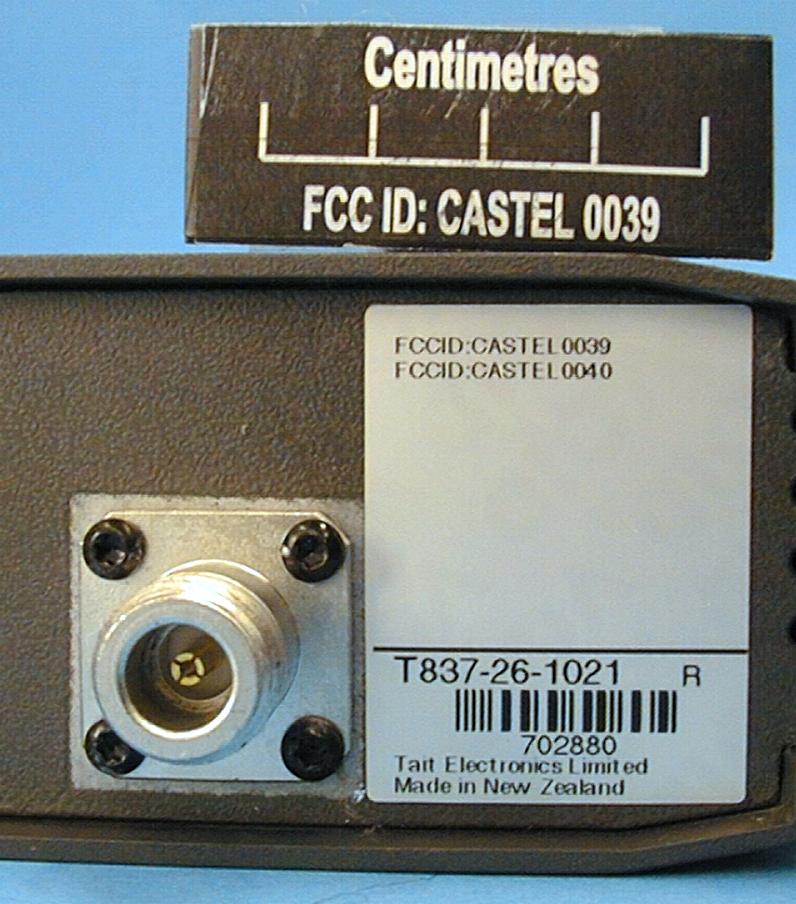 Centimetres
FCC ID: CASTEL 0039
FCCID:CASTEL0039
FCCID:CASTEL0040
T837-26-1021 R
702880
Tait Electronics Limited
Made in New Zealand